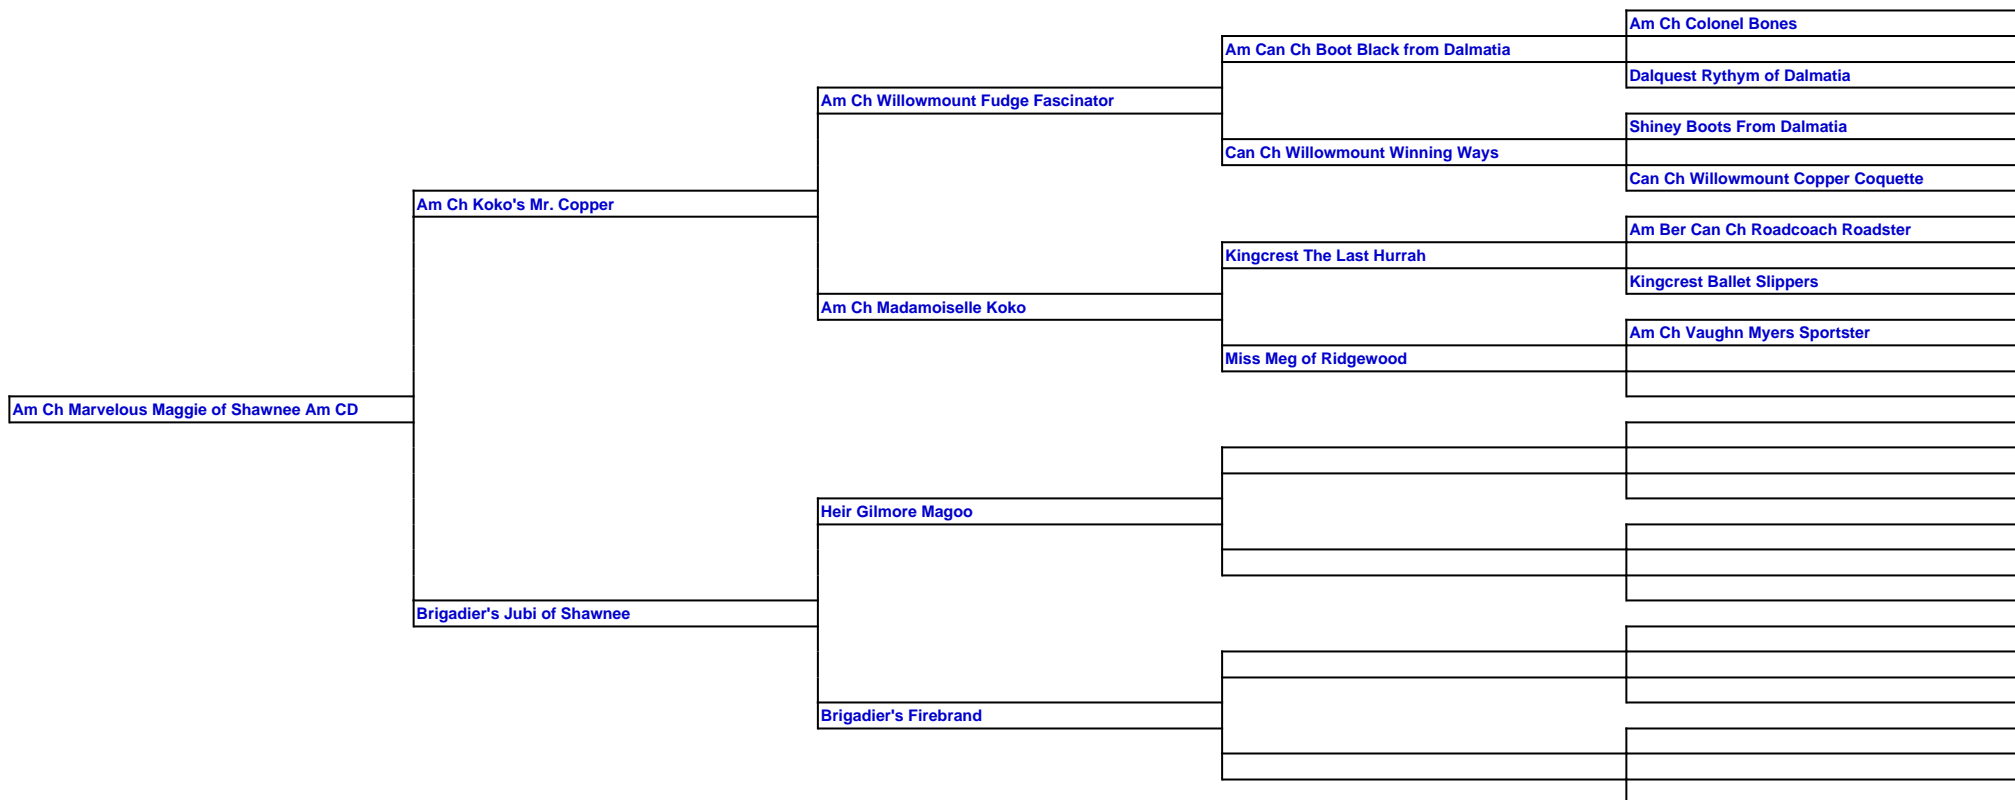 Am Ch Colonel Bones
Am Can Ch Boot Black from Dalmatia
Dalquest Rythym of Dalmatia
Am Ch Willowmount Fudge Fascinator
Shiney Boots From Dalmatia
Can Ch Willowmount Winning Ways
Can Ch Willowmount Copper Coquette
Am Ch Koko's Mr. Copper
Am Ber Can Ch Roadcoach Roadster
Kingcrest The Last Hurrah
Kingcrest Ballet Slippers
Am Ch Madamoiselle Koko
Am Ch Vaughn Myers Sportster
Miss Meg of Ridgewood
Am Ch Marvelous Maggie of Shawnee Am CD
Heir Gilmore Magoo
Brigadier's Jubi of Shawnee
Brigadier's Firebrand